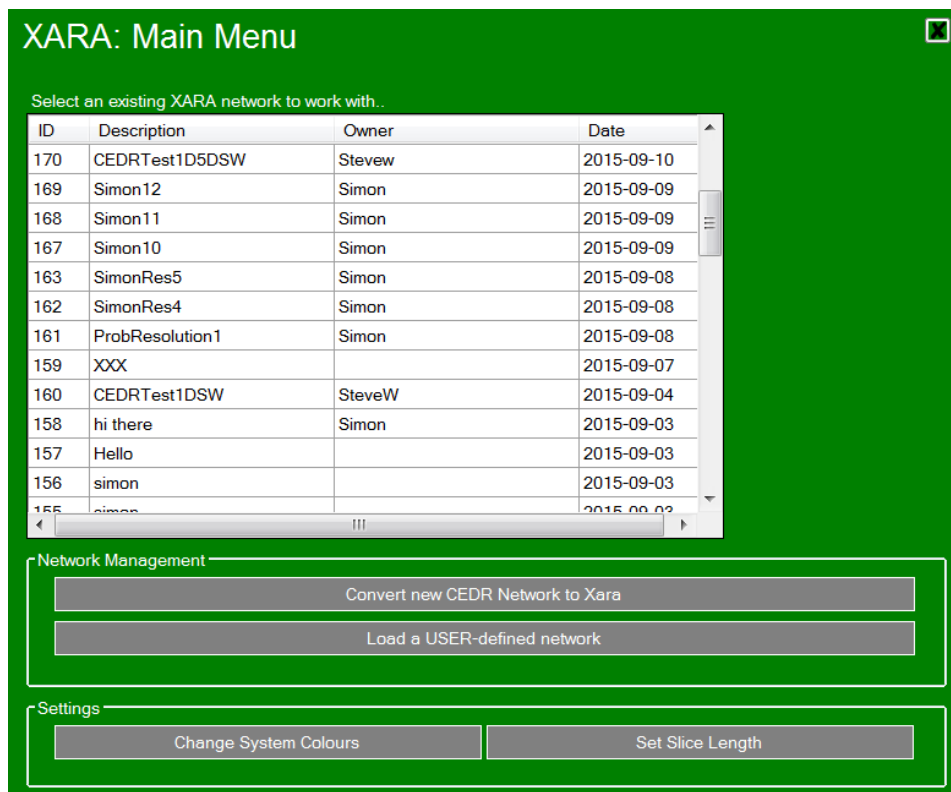 XARA: Main Menu
Select an existing XARA network to work with..
ID Description Owner Date
170 CEDRTest1D5DSW Stevew 2015-09-10
169 Simon12 Simon 2015-09-09
168 Simon11 Simon 2015-09-09
167 Simon10 Simon 2015-09-09
163 SimonRes5 Simon 2015-09-08
162 SimonRes4 Simon 2015-09-08
161 ProbResolution1 Simon 2015-09-08
159 XXX 2015-09-07
160 CEDRTest1DSW SteveW 2015-09-04
158 hi there Simon 2015-09-03
157 Hello 2015-09-03
156 simon 2015-09-03
155 simon 2015-09-03
Network Management
Convert new CEDR Network to Xara
Load a USER-defined network
Settings
Change System Colours Set Slice Length